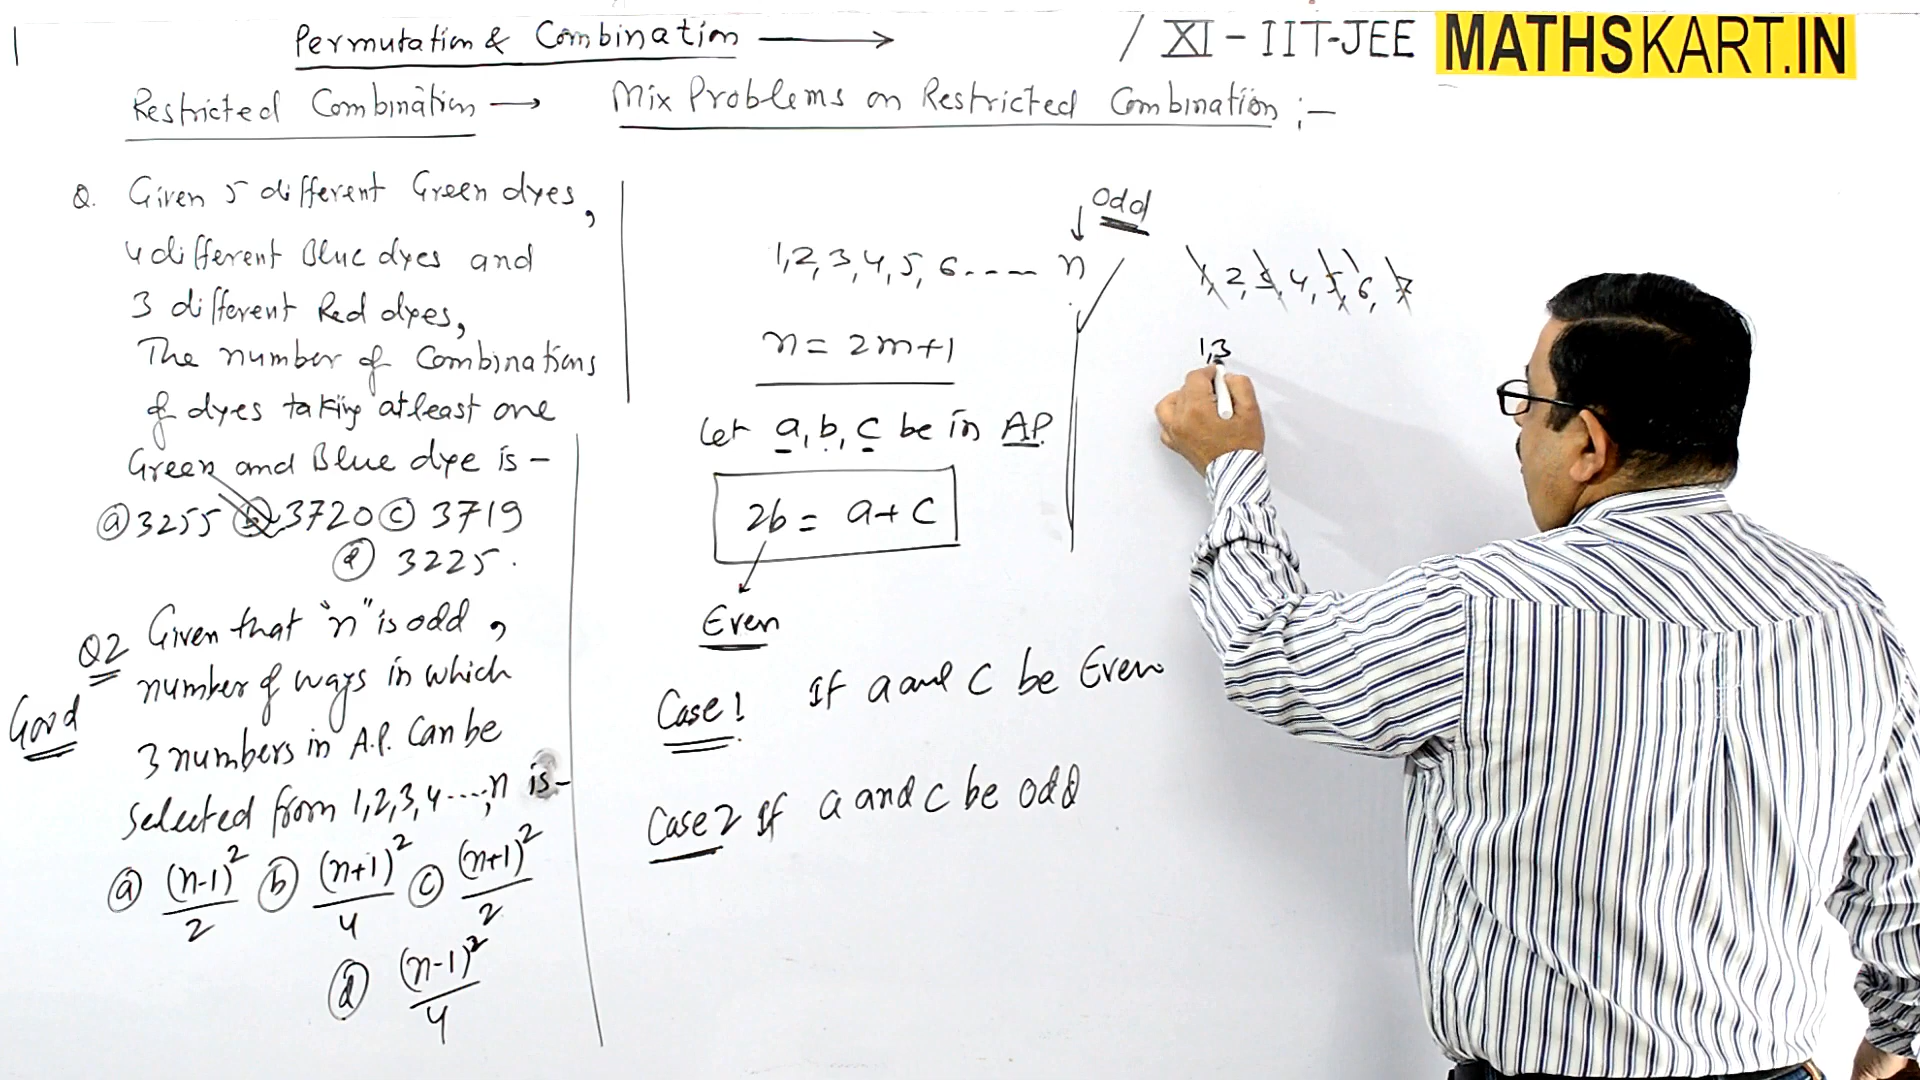 Permutation & Combination ⟶
/ XI - IIT-JEE MATHSKART.IN
Restricted Combination → Mix Problems on Restricted Combination ;-
Q. Given 5 different Green dyes,
4 different Blue dyes and
3 different Red dyes,
The number of Combinations
of dyes taking atleast one
Green and Blue dye is -
(a) 3255 (b) 3720 (c) 3719
(d) 3225.
Q2 Given that "n" is odd,
number of ways in which
Good
3 numbers in A.P. Can be
selected from 1,2,3,4....,n is -
(a) (n-1)²/2 (b) (n+1)²/4 (c) (n+1)²/2
(d) (n-1)²/4
↓ Odd
1,2,3,4,5,6..... n
n = 2m+1
Let a, b, c be in AP.
2b = a+c
Even
Case 1 If a and c be Even
Case 2 If a and c be odd
1, 2, 3, 4, 5, 6, 7
1,3